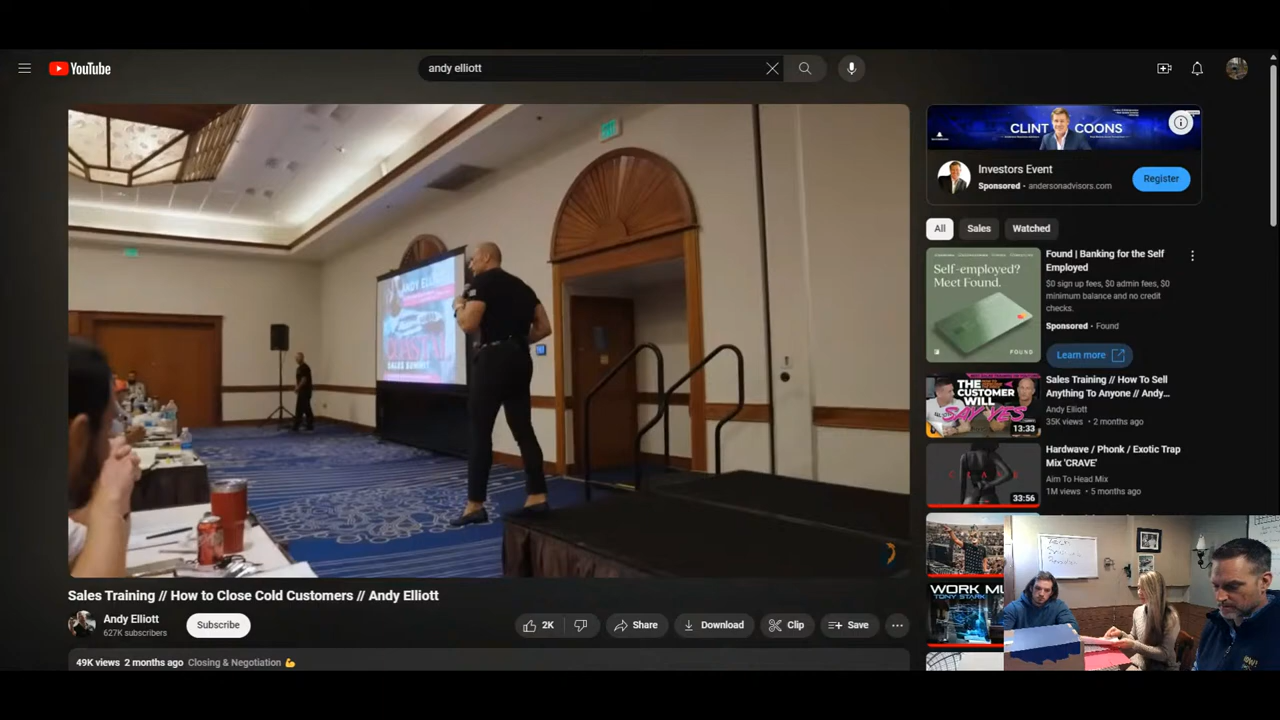 YouTube
andy elliott
CLINT COONS
Investors Event
Sponsored • andersonadvisors.com
Register
All
Sales
Watched
Self-employed?
Meet Found.
FOUND
Found | Banking for the Self
Employed
$0 sign up fees, $0 admin fees, $0
minimum balance and no credit
checks.
Sponsored • Found
Learn more
THE
CUSTOMER
WILL
SAY YES
13:33
Sales Training // How To Sell
Anything To Anyone // Andy...
Andy Elliott
35K views • 2 months ago
CRAVE
33:56
Hardwave / Phonk / Exotic Trap
Mix 'CRAVE'
Aim To Head Mix
1M views • 5 months ago
WORK MU
TONY STARK
ANDY ELLIOTT
COASTAL
SALES SUMMIT
Sales Training // How to Close Cold Customers // Andy Elliott
Andy Elliott
627K subscribers
Subscribe
2K
Share
Download
Clip
Save
49K views 2 months ago Closing & Negotiation 💪